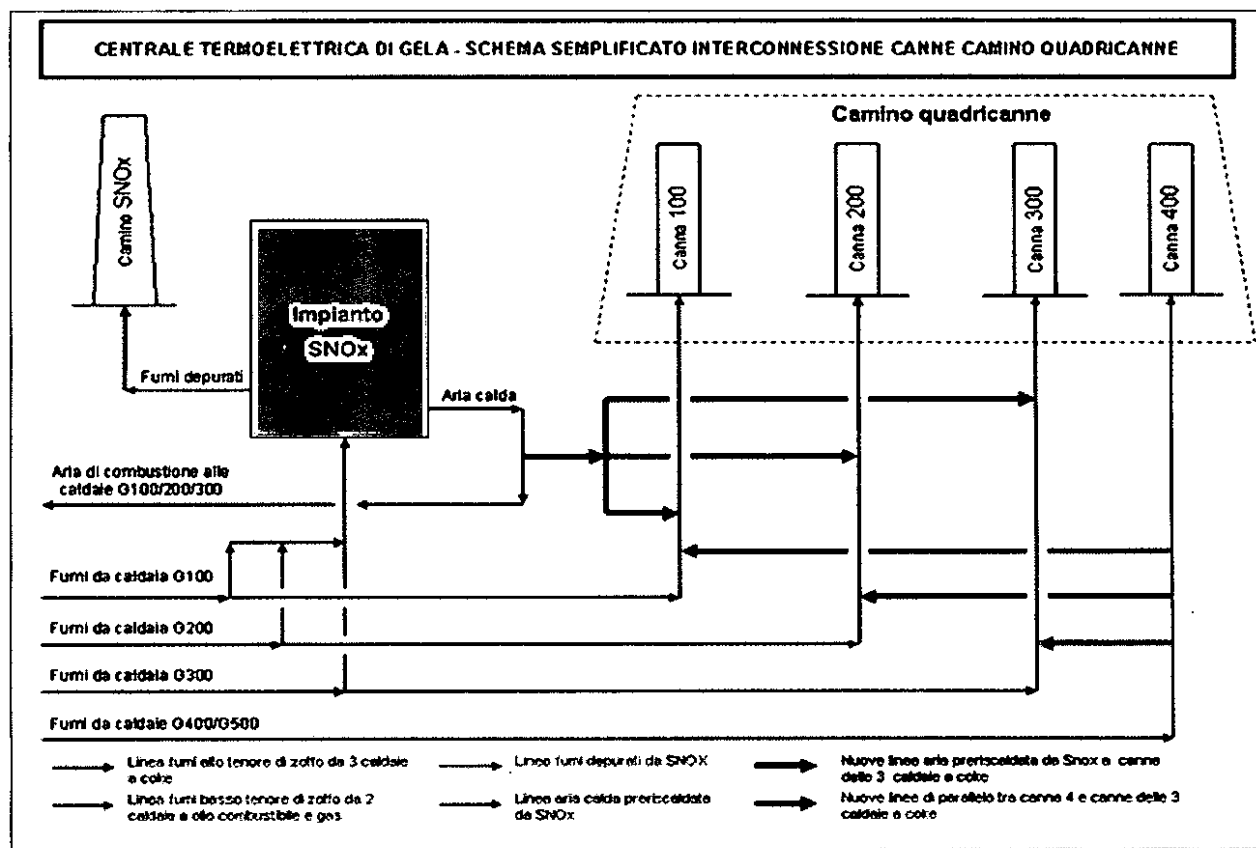 CENTRALE TERMOELETTRICA DI GELA - SCHEMA SEMPLIFICATO INTERCONNESSIONE CANNE CAMINO QUADRICANNE
Camino quadricanne
Camino SNOx
Canna 100
Canna 200
Canna 300
Canna 400
Impianto
SNOx
Fumi depurati
Aria calda
Aria di combustione alle
caldaie G100/200/300
Fumi da caldaia G100
Fumi da caldaia G200
Fumi da caldaia G300
Fumi da caldaie G400/G500
Linea fumi alto tenore di zolfo da 3 caldaie
a coke
Linea fumi basso tenore di zolfo da 2
caldaie a olio combustibile e gas
Linea fumi depurati da SNOX
Linea aria calda preriscaldata
da SNOx
Nuove linee aria preriscaldata da Snox a canne
delle 3 caldaie a coke
Nuove linee di parallelo tra canna 4 e canne delle 3
caldaie a coke